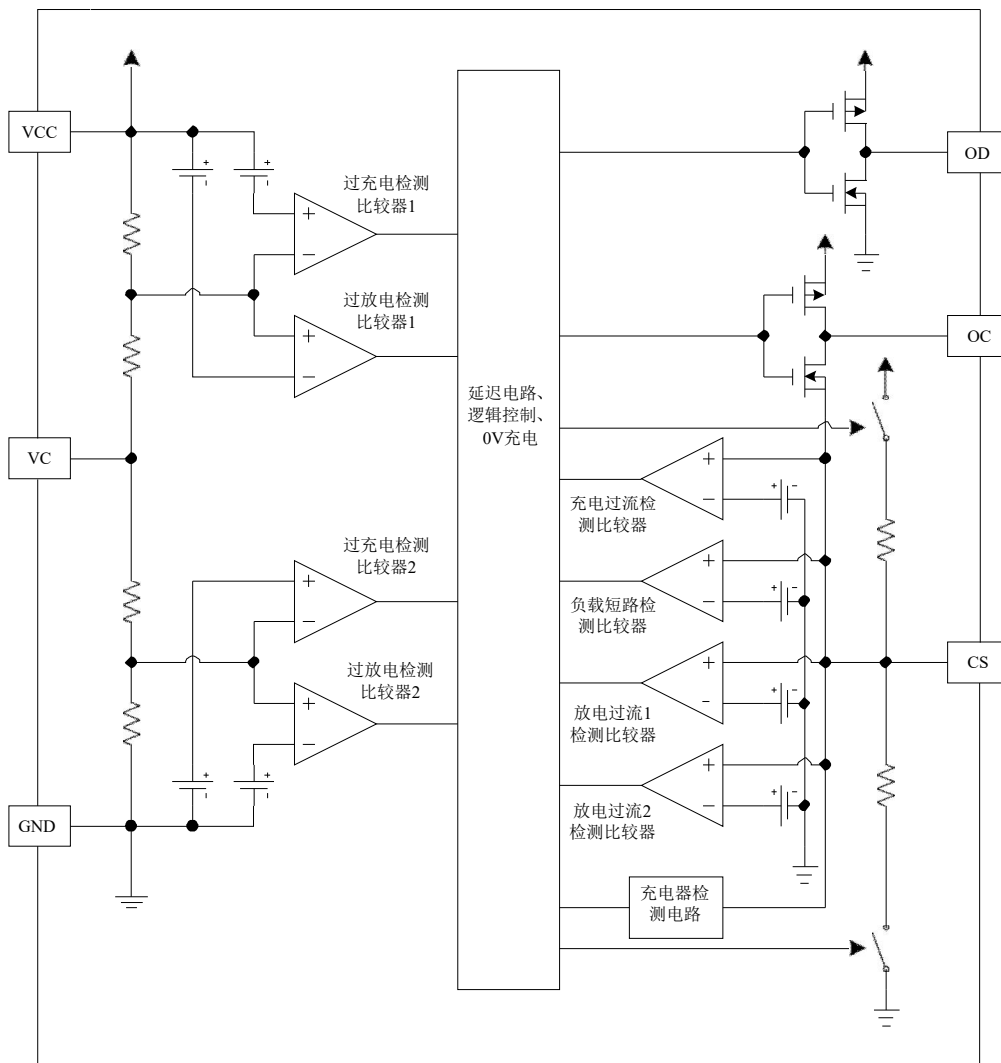 VCC
OD
过充电检测
比较器1
过放电检测
比较器1
OC
延迟电路、
逻辑控制、
0V充电
VC
充电过流检
测比较器
过充电检测
比较器2
负载短路检
测比较器
CS
过放电检测
比较器2
放电过流1
检测比较器
GND
放电过流2
检测比较器
充电器检
测电路